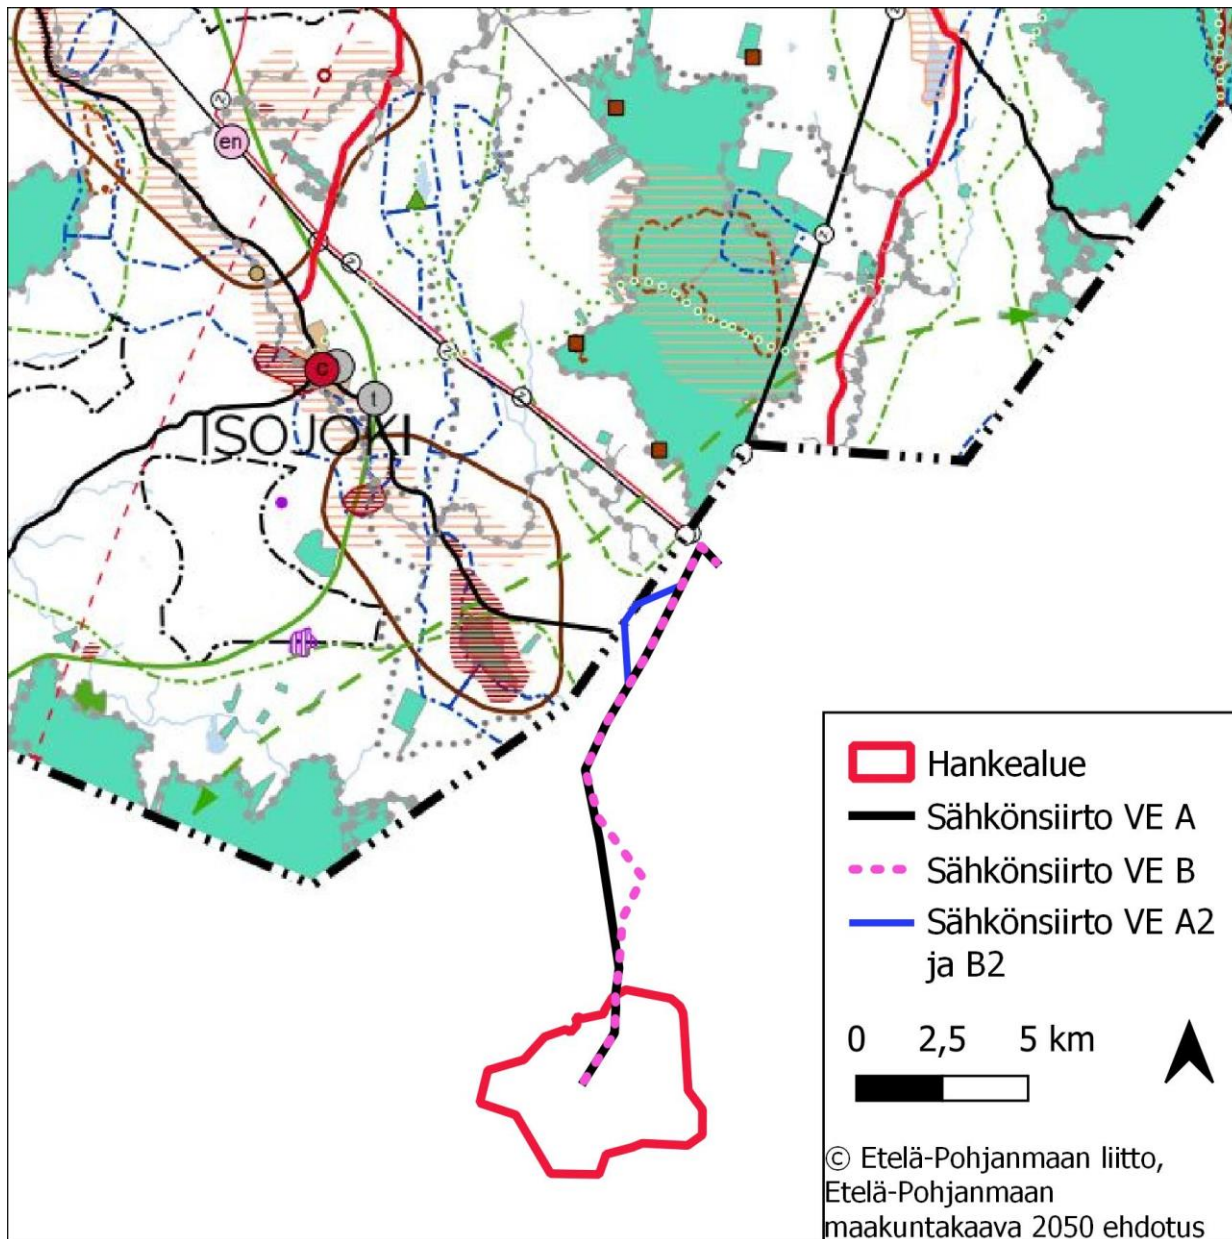 en
c
t
ISOJOKI
Hankealue
Sähkönsiirto VE A
Sähkönsiirto VE B
Sähkönsiirto VE A2
ja B2
0 2,5 5 km
© Etelä-Pohjanmaan liitto,
Etelä-Pohjanmaan
maakuntakaava 2050 ehdotus